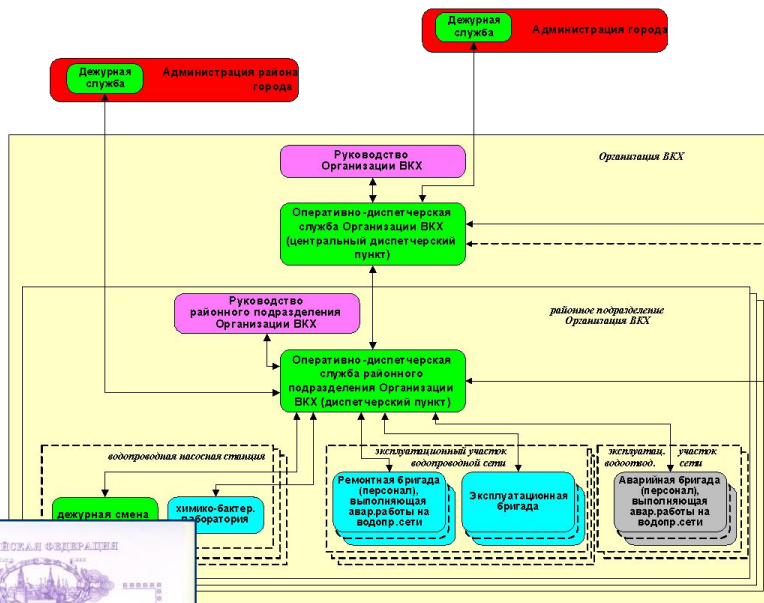 Дежурная
служба
Администрация города
Дежурная
служба
Администрация района
города
Руководство
Организации ВКХ
Организация ВКХ
Оперативно-диспетчерская
служба Организации ВКХ
(центральный диспетчерский
пункт)
Руководство
районного подразделения
Организации ВКХ
районное подразделение
Организация ВКХ
Оперативно-диспетчерская
служба районного
подразделения Организации
ВКХ (диспетчерский пункт)
водопроводная насосная станция
эксплуатационный участок
водопроводной сети
эксплуатац. участок
водоотвод. сети
дежурная смена
химико-бактер.
лаборатория
Ремонтная бригада
(персонал),
выполняющая
авар.работы на
водопр.сети
Эксплуатационная
бригада
Аварийная бригада
(персонал),
выполняющая
авар.работы на
водопр.сети
ЙСКАЯ ФЕДЕРАЦИЯ